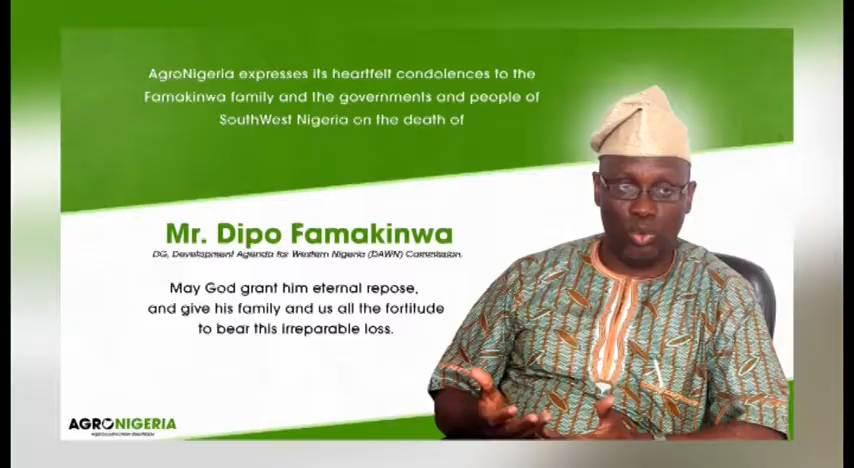 AgroNigeria expresses its heartfelt condolences to the
Famakinwa family and the governments and people of
SouthWest Nigeria on the death of
Mr. Dipo Famakinwa
DG, Development Agenda for Western Nigeria (DAWN) Commission.
May God grant him eternal repose,
and give his family and us all the fortitude
to bear this irreparable loss.
AGRONIGERIA